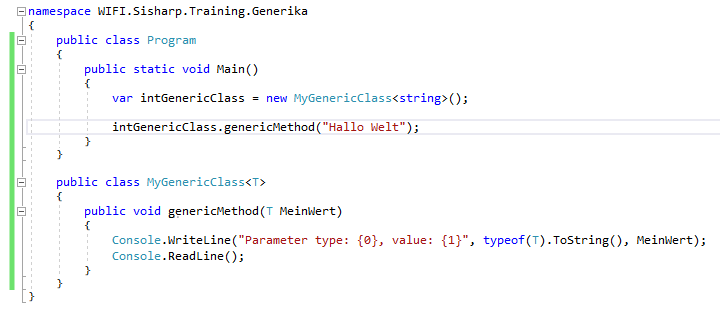 namespace WIFI.Sisharp.Training.Generika
{
    public class Program
    {
        public static void Main()
        {
            var intGenericClass = new MyGenericClass<string>();

            intGenericClass.genericMethod("Hallo Welt");
        }
    }

    public class MyGenericClass<T>
    {
        public void genericMethod(T MeinWert)
        {
            Console.WriteLine("Parameter type: {0}, value: {1}", typeof(T).ToString(), MeinWert);
            Console.ReadLine();
        }
    }
}